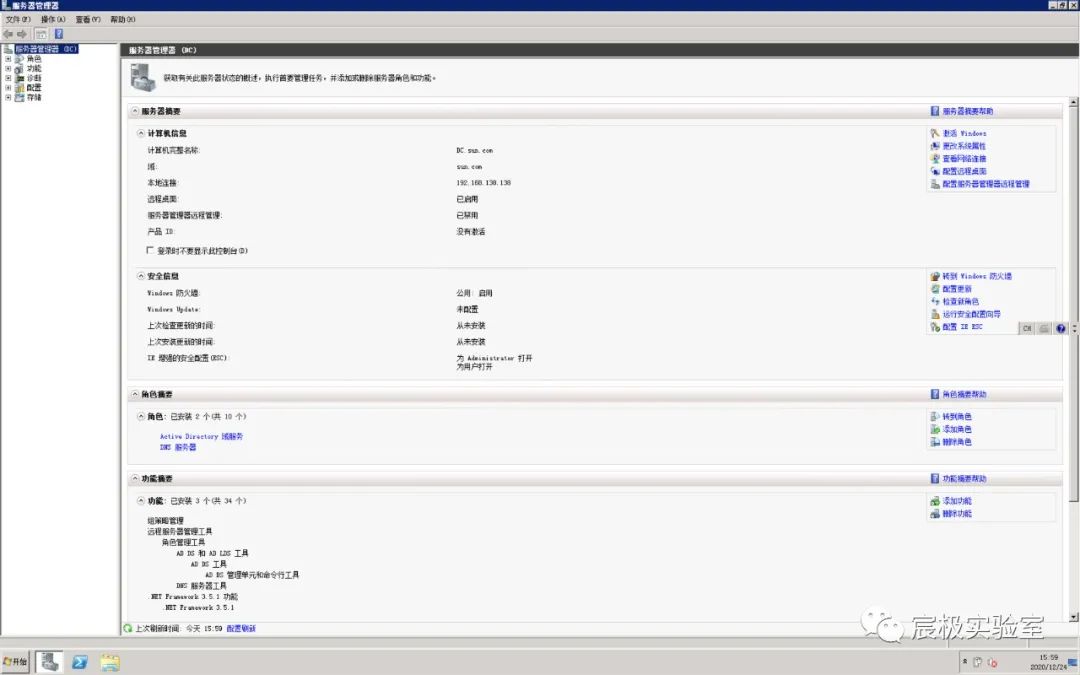 服务器管理器
文件(F) 操作(A) 查看(V) 帮助(H)
服务器管理器 (DC)
角色
功能
诊断
配置
存储
服务器管理器 (DC)
获取有关此服务器状态的概述，执行首要管理任务，并添加或删除服务器角色和功能。
服务器摘要
服务器摘要帮助
计算机信息
计算机完整名称: DC.sun.com
域: sun.com
本地连接: 192.168.138.138
远程桌面: 已启用
服务器管理器远程管理: 已禁用
产品 ID: 没有激活
登录时不要显示此控制台(D)
激活 Windows
更改系统属性
查看网络连接
配置远程桌面
配置服务器管理器远程管理
安全信息
Windows 防火墙: 公用: 启用
Windows Update: 未配置
上次检查更新的时间: 从未安装
上次安装更新的时间: 从未安装
IE 增强的安全配置(ESC): 为 Administrator 打开
为用户打开
转到 Windows 防火墙
配置更新
检查新角色
运行安全配置向导
配置 IE ESC
CH
角色摘要
角色摘要帮助
角色: 已安装 2 个(共 10 个)
Active Directory 域服务
DNS 服务器
转到角色
添加角色
删除角色
功能摘要
功能摘要帮助
功能: 已安装 3 个(共 34 个)
组策略管理
远程服务器管理工具
角色管理工具
AD DS 和 AD LDS 工具
AD DS 工具
AD DS 管理单元和命令行工具
DNS 服务器工具
.NET Framework 3.5.1 功能
.NET Framework 3.5.1
添加功能
删除功能
上次刷新时间: 今天 15:59 配置刷新
宸极实验室
开始
15:59
2020/12/24